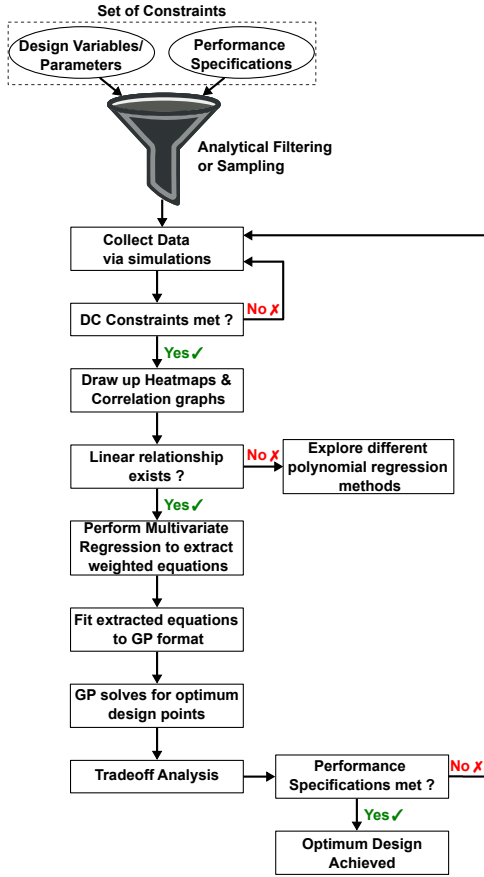 Set of Constraints
Design Variables/
Parameters
Performance
Specifications
Analytical Filtering
or Sampling
Collect Data
via simulations
DC Constraints met ?
No ✗
Yes ✓
Draw up Heatmaps &
Correlation graphs
Linear relationship
exists ?
No ✗
Explore different
polynomial regression
methods
Yes ✓
Perform Multivariate
Regression to extract
weighted equations
Fit extracted equations
to GP format
GP solves for optimum
design points
Tradeoff Analysis
Performance
Specifications met ?
No ✗
Yes ✓
Optimum Design
Achieved